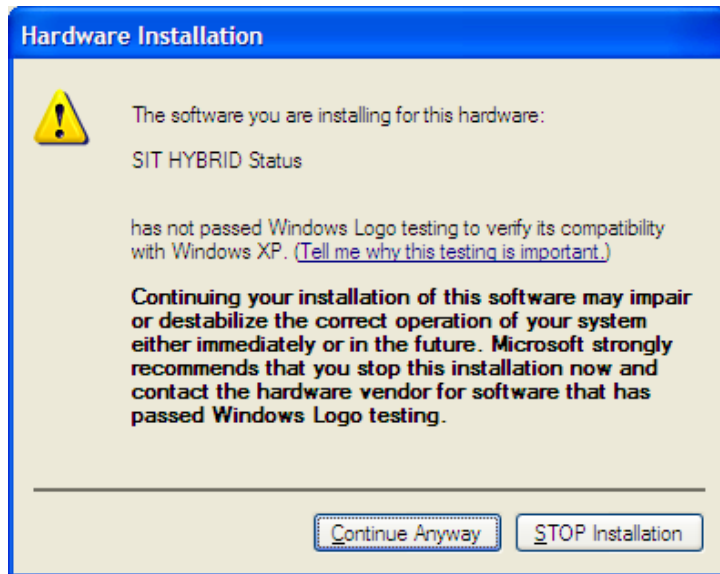 Hardware Installation
The software you are installing for this hardware:
SIT HYBRID Status
has not passed Windows Logo testing to verify its compatibility
with Windows XP. (Tell me why this testing is important.)
Continuing your installation of this software may impair
or destabilize the correct operation of your system
either immediately or in the future. Microsoft strongly
recommends that you stop this installation now and
contact the hardware vendor for software that has
passed Windows Logo testing.
Continue Anyway
STOP Installation